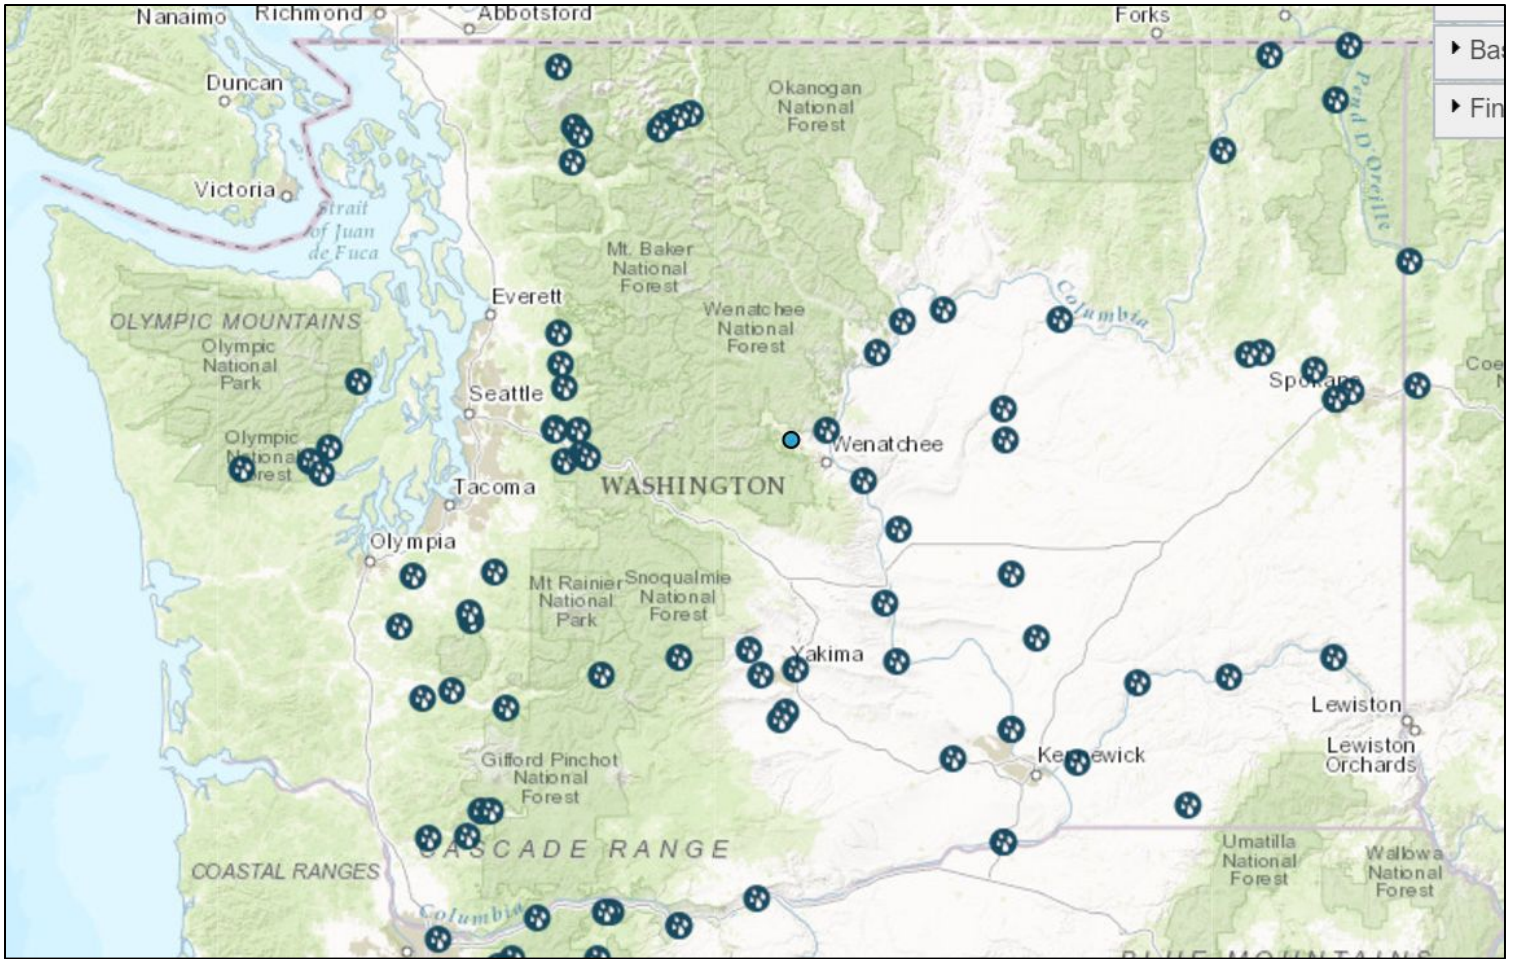 Nanaimo
Richmond
Abbotsford
Forks
Duncan
Okanogan
National
Forest
Pend D'Oreille
Victoria
Strait
of Juan
de Fuca
Mt. Baker
National
Forest
Everett
Wenatchee
National
Forest
Columbia
OLYMPIC MOUNTAINS
Olympic
National
Park
Seattle
Spokane
Coe
N
Olympic
National
Forest
Wenatchee
WASHINGTON
Tacoma
Olympia
Mt Rainier
National
Park
Snoqualmie
National
Forest
Yakima
Lewiston
Lewiston
Orchards
Kennewick
Gifford Pinchot
National
Forest
CASCADE RANGE
COASTAL RANGES
Umatilla
National
Forest
Wallowa
National
Forest
Columbia
BLUE MOUNTAINS
Bas
Fin